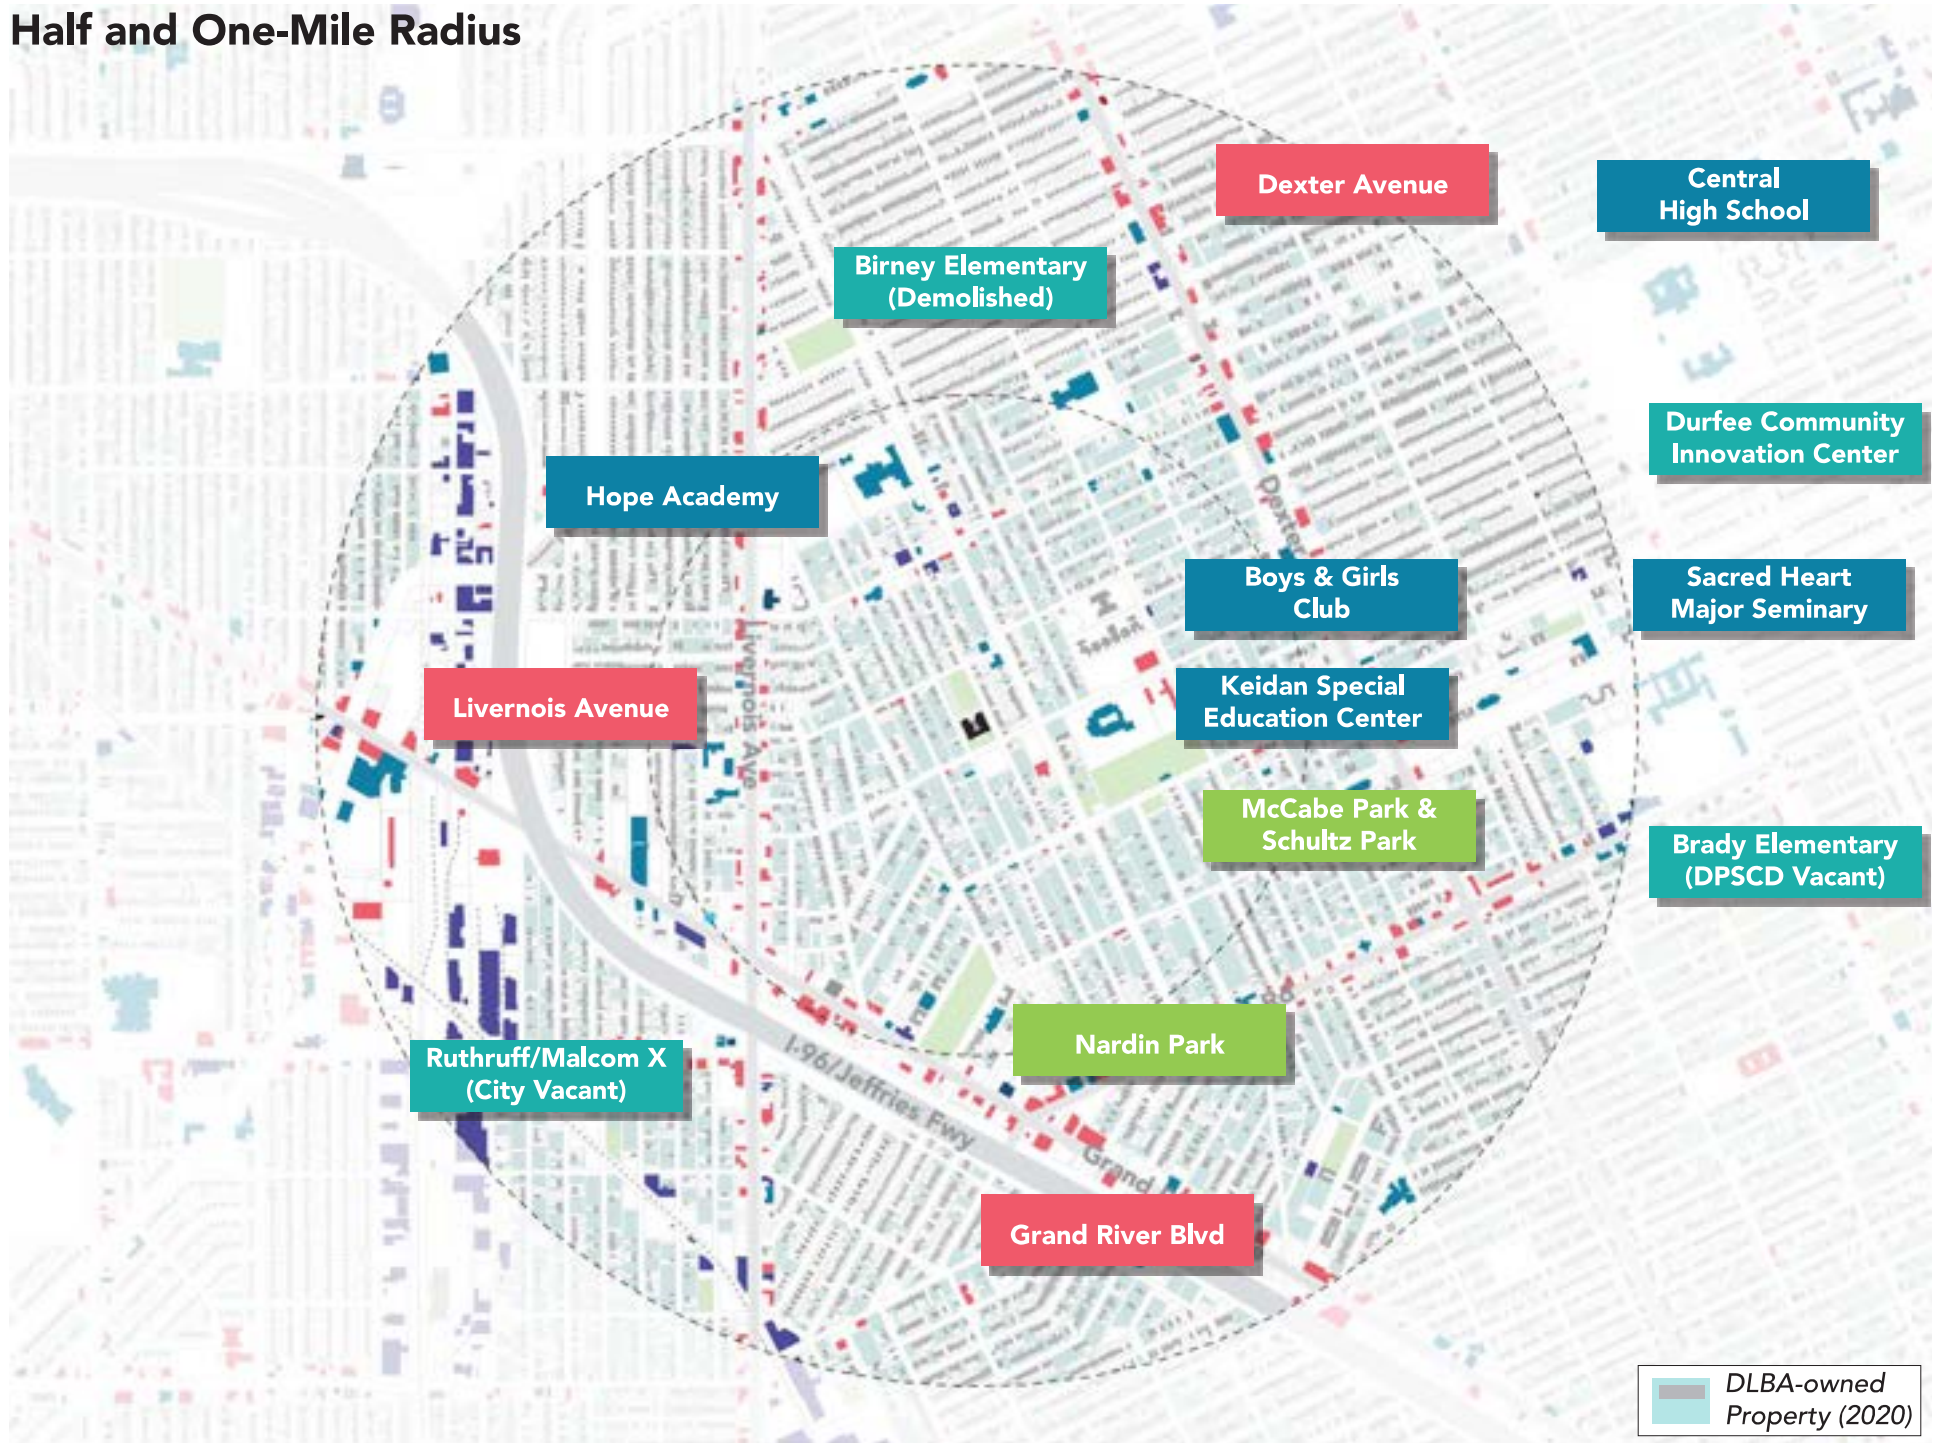 Half and One-Mile Radius
Dexter Avenue
Central
High School
Birney Elementary
(Demolished)
Durfee Community
Innovation Center
Hope Academy
Dexter
Boys & Girls
Club
Sacred Heart
Major Seminary
Livernois Ave
Livernois Avenue
Keidan Special
Education Center
McCabe Park &
Schultz Park
Brady Elementary
(DPSCD Vacant)
Nardin Park
Ruthruff/Malcom X
(City Vacant)
I-96/Jeffries Fwy
Grand
Grand River Blvd
DLBA-owned
Property (2020)